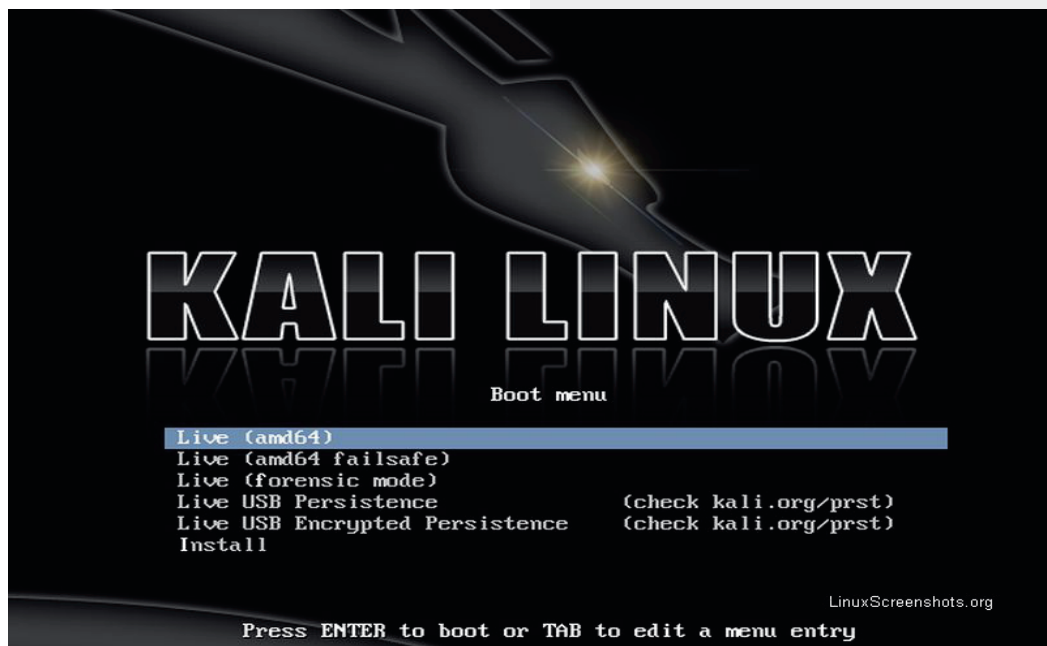 KALI LINUX
Boot menu
Live (amd64)
Live (amd64 failsafe)
Live (forensic mode)
Live USB Persistence (check kali.org/prst)
Live USB Encrypted Persistence (check kali.org/prst)
Install
LinuxScreenshots.org
Press ENTER to boot or TAB to edit a menu entry